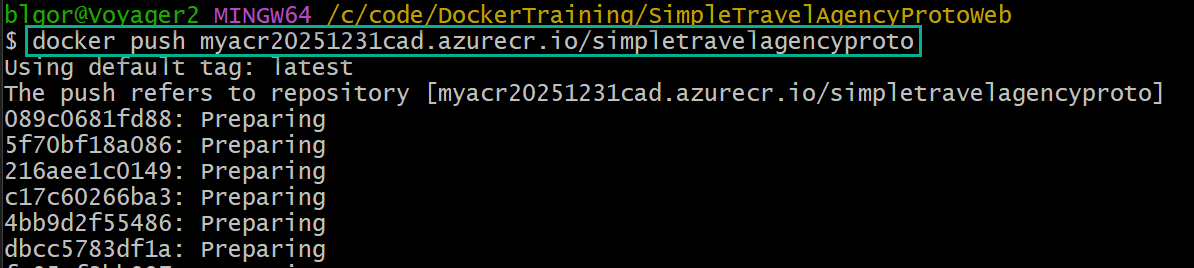 blgor@Voyager2 MINGW64 /c/code/DockerTraining/SimpleTravelAgencyProtoWeb
$ docker push myacr20251231cad.azurecr.io/simpletravelagencyproto
Using default tag: latest
The push refers to repository [myacr20251231cad.azurecr.io/simpletravelagencyproto]
089c0681fd88: Preparing
5f70bf18a086: Preparing
216aee1c0149: Preparing
c17c60266ba3: Preparing
4bb9d2f55486: Preparing
dbcc5783df1a: Preparing